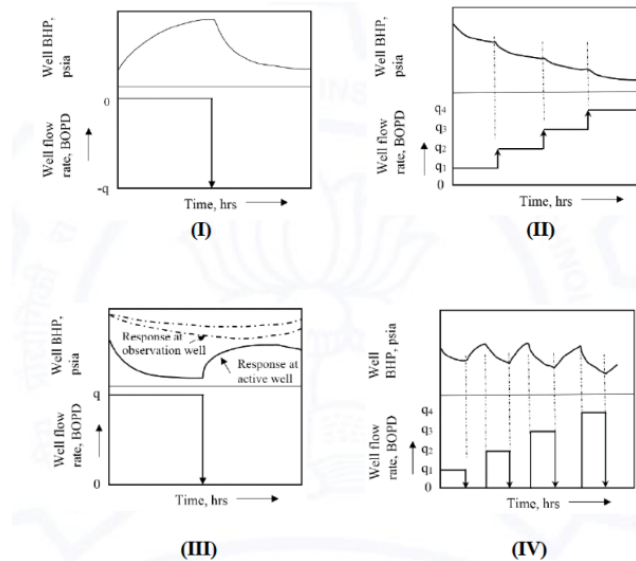 Well BHP,
psia
0
Well flow
rate, BOPD
-q
Time, hrs
(I)
Well BHP,
psia
q4
q3
q2
q1
0
Well flow
rate, BOPD
Time, hrs
(II)
Well BHP,
psia
Response at
observation well
Response at
active well
q
Well flow
rate, BOPD
0
Time, hrs
(III)
Well
BHP, psia
q4
q3
q2
q1
0
Well flow
rate, BOPD
Time, hrs
(IV)
INS